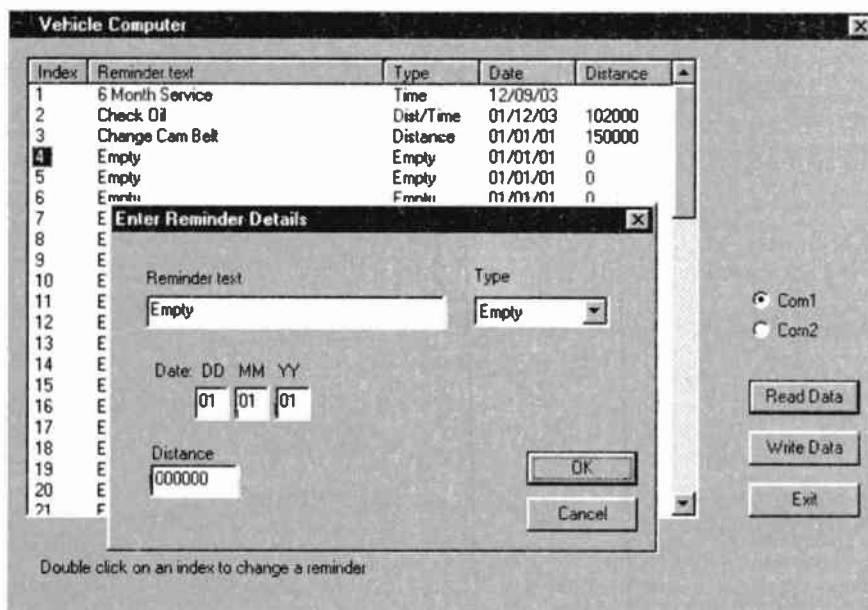 Vehicle Computer
Index Reminder text Type Date Distance
1 6 Month Service Time 12/09/03
2 Check Oil Dist/Time 01/12/03 102000
3 Change Cam Belt Distance 01/01/01 150000
4 Empty Empty 01/01/01 0
5 Empty Empty 01/01/01 0
6 Empty Empty 01/01/01 0
7 E
8 E
9 E
10 E
11 E
12 E
13 E
14 E
15 E
16 E
17 E
18 E
19 E
20 E
21 E
Enter Reminder Details
Reminder text Type
Empty Empty
Date: DD MM YY
01 01 01
Distance
000000
OK
Cancel
Com1
Com2
Read Data
Write Data
Exit
Double click on an index to change a reminder